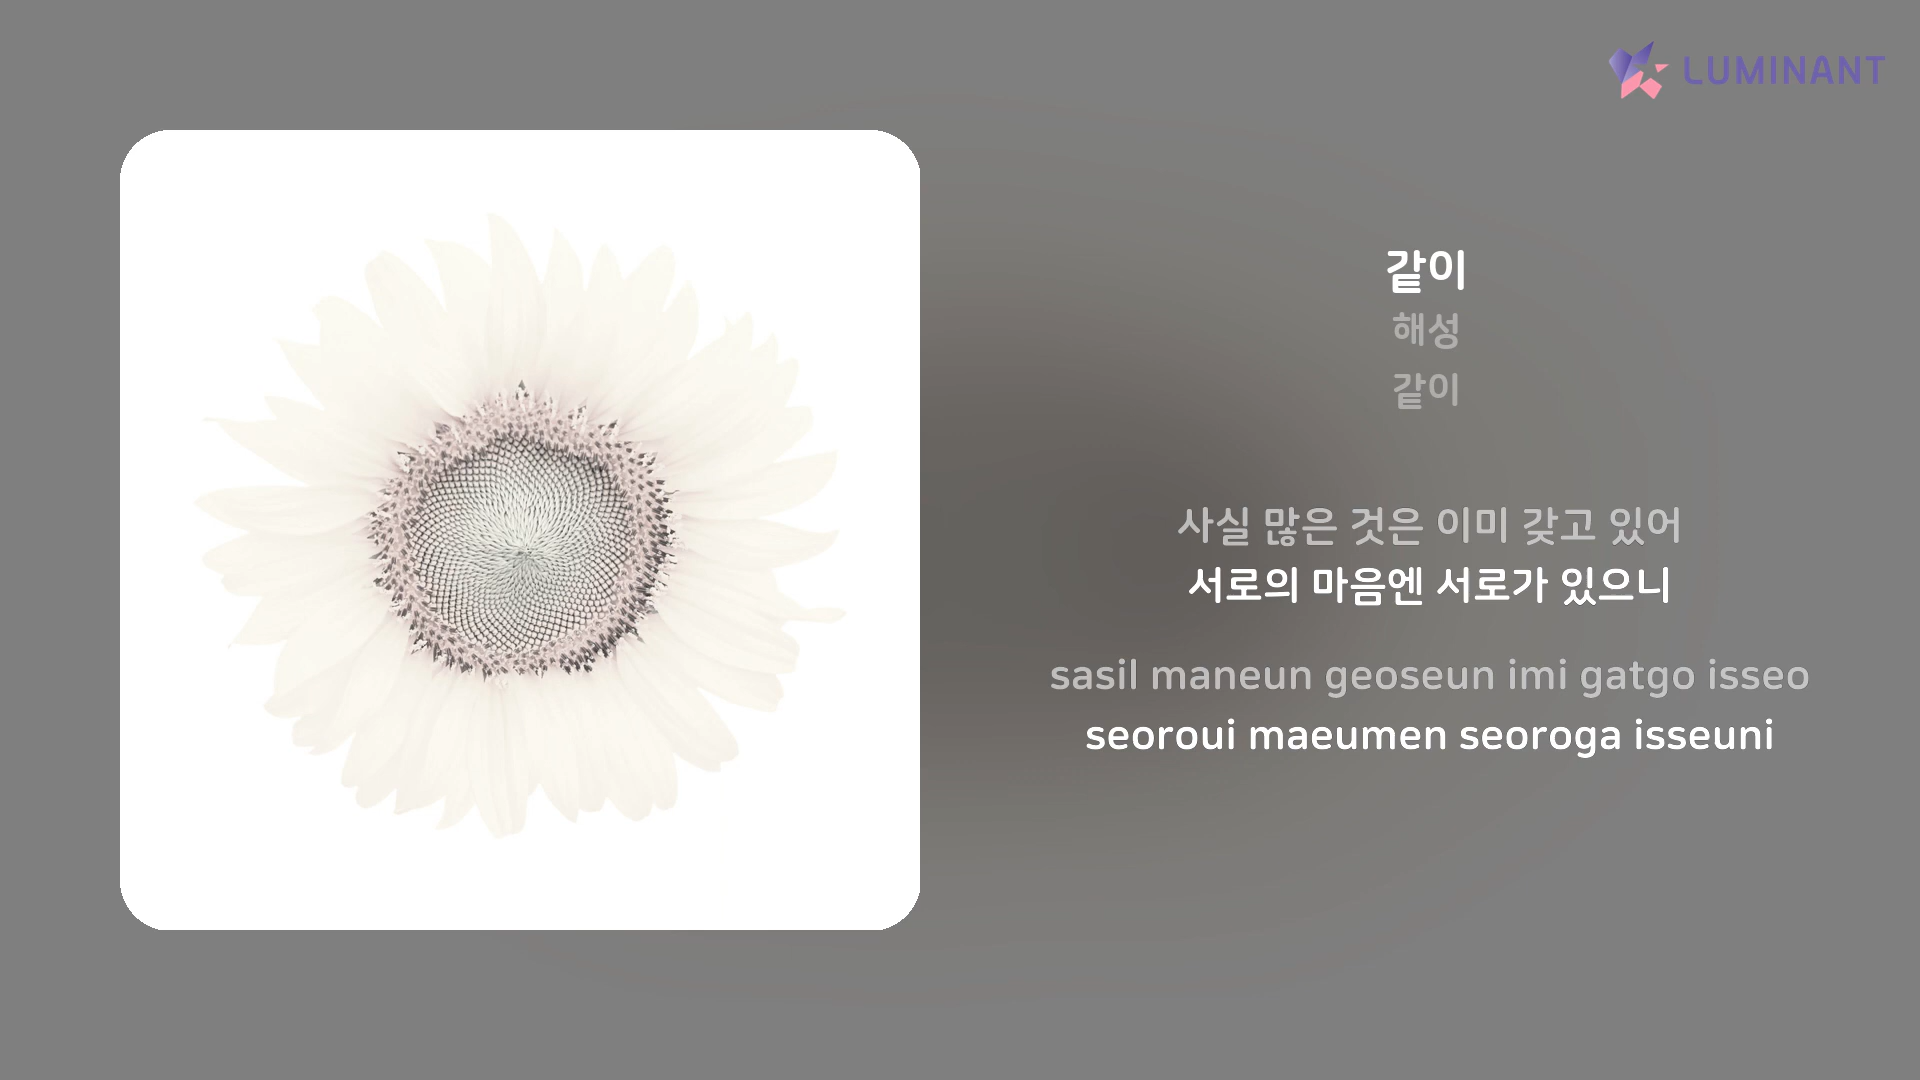 LUMINANT
같이
해성
같이
사실 많은 것은 이미 갖고 있어
서로의 마음엔 서로가 있으니
sasil maneun geoseun imi gatgo isseo
seoroui maeumen seoroga isseuni